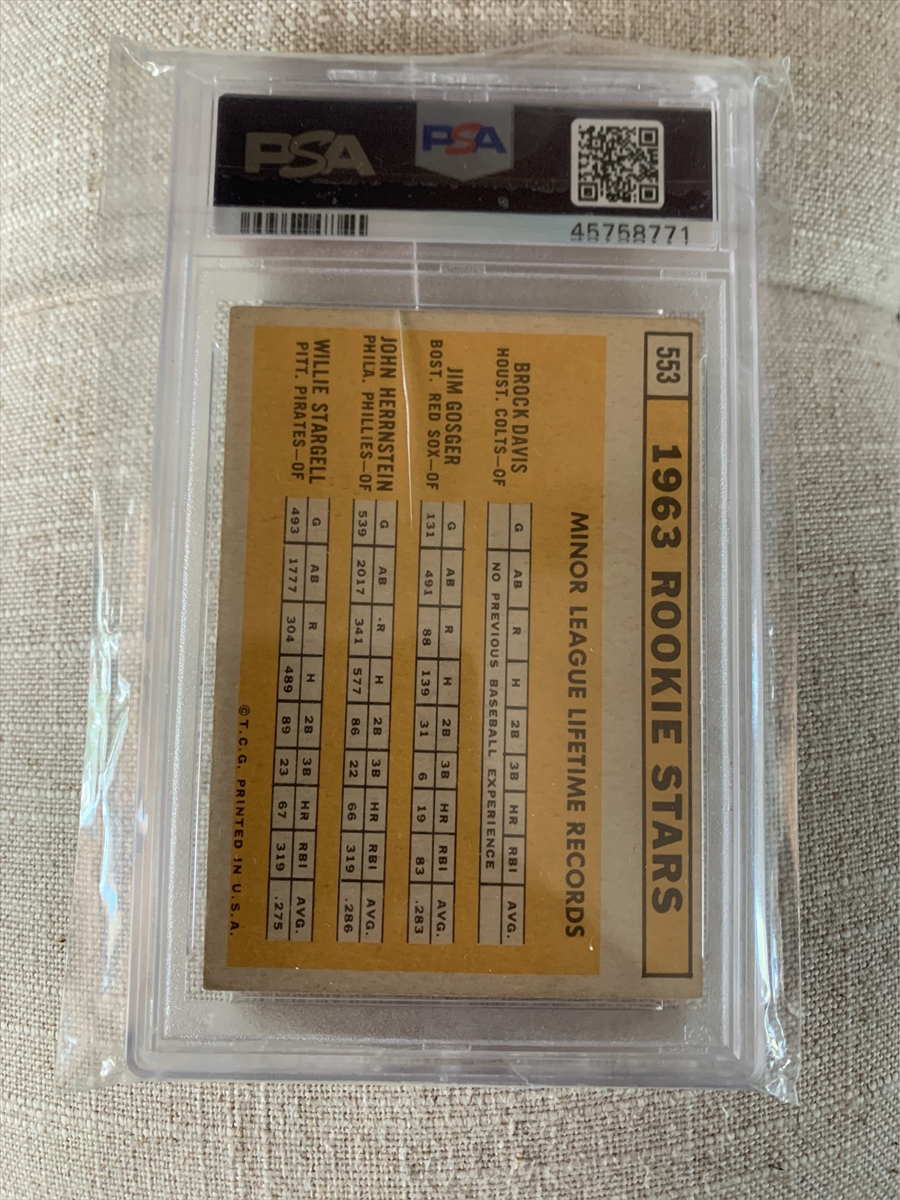 PSA
PSA
45758771
553
1963 ROOKIE STARS
MINOR LEAGUE LIFETIME RECORDS
BROCK DAVIS
HOUST. COLTS—OF
G AB R H 2B 3B HR RBI AVG.
NO PREVIOUS BASEBALL EXPERIENCE
JIM GOSGER
BOST. RED SOX—OF
G AB R H 2B 3B HR RBI AVG.
131 491 88 139 31 6 19 83 .283
JOHN HERRNSTEIN
PHILA. PHILLIES—OF
G AB R H 2B 3B HR RBI AVG.
539 2017 341 577 86 22 66 319 .286
WILLIE STARGELL
PITT. PIRATES—OF
G AB R H 2B 3B HR RBI AVG.
493 1777 304 489 89 23 67 319 .275
© T.C.G. PRINTED IN U.S.A.